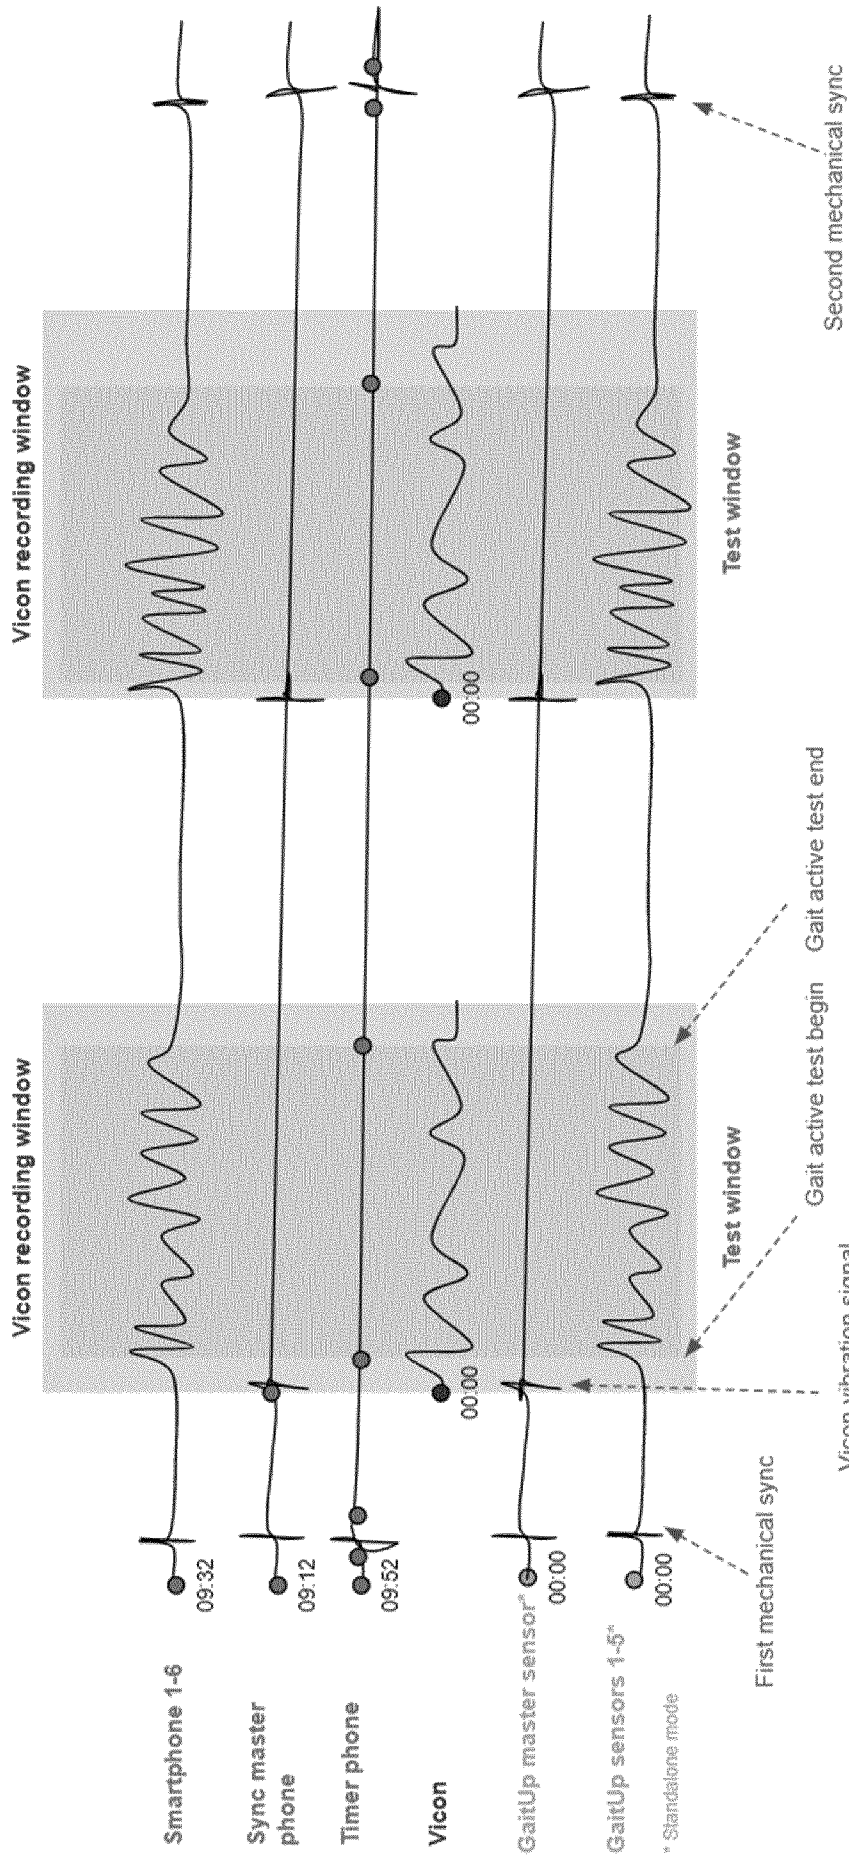 Vicon recording window
Vicon recording window
Smartphone 1-6
09:32
Sync master
phone
09:12
Timer phone
09:52
Vicon
00:00
00:00
GaitUp master sensor*
00:00
GaitUp sensors 1-5*
* Standalone mode
00:00
Test window
Test window
First mechanical sync
Vicon vibration signal
Gait active test begin
Gait active test end
Second mechanical sync